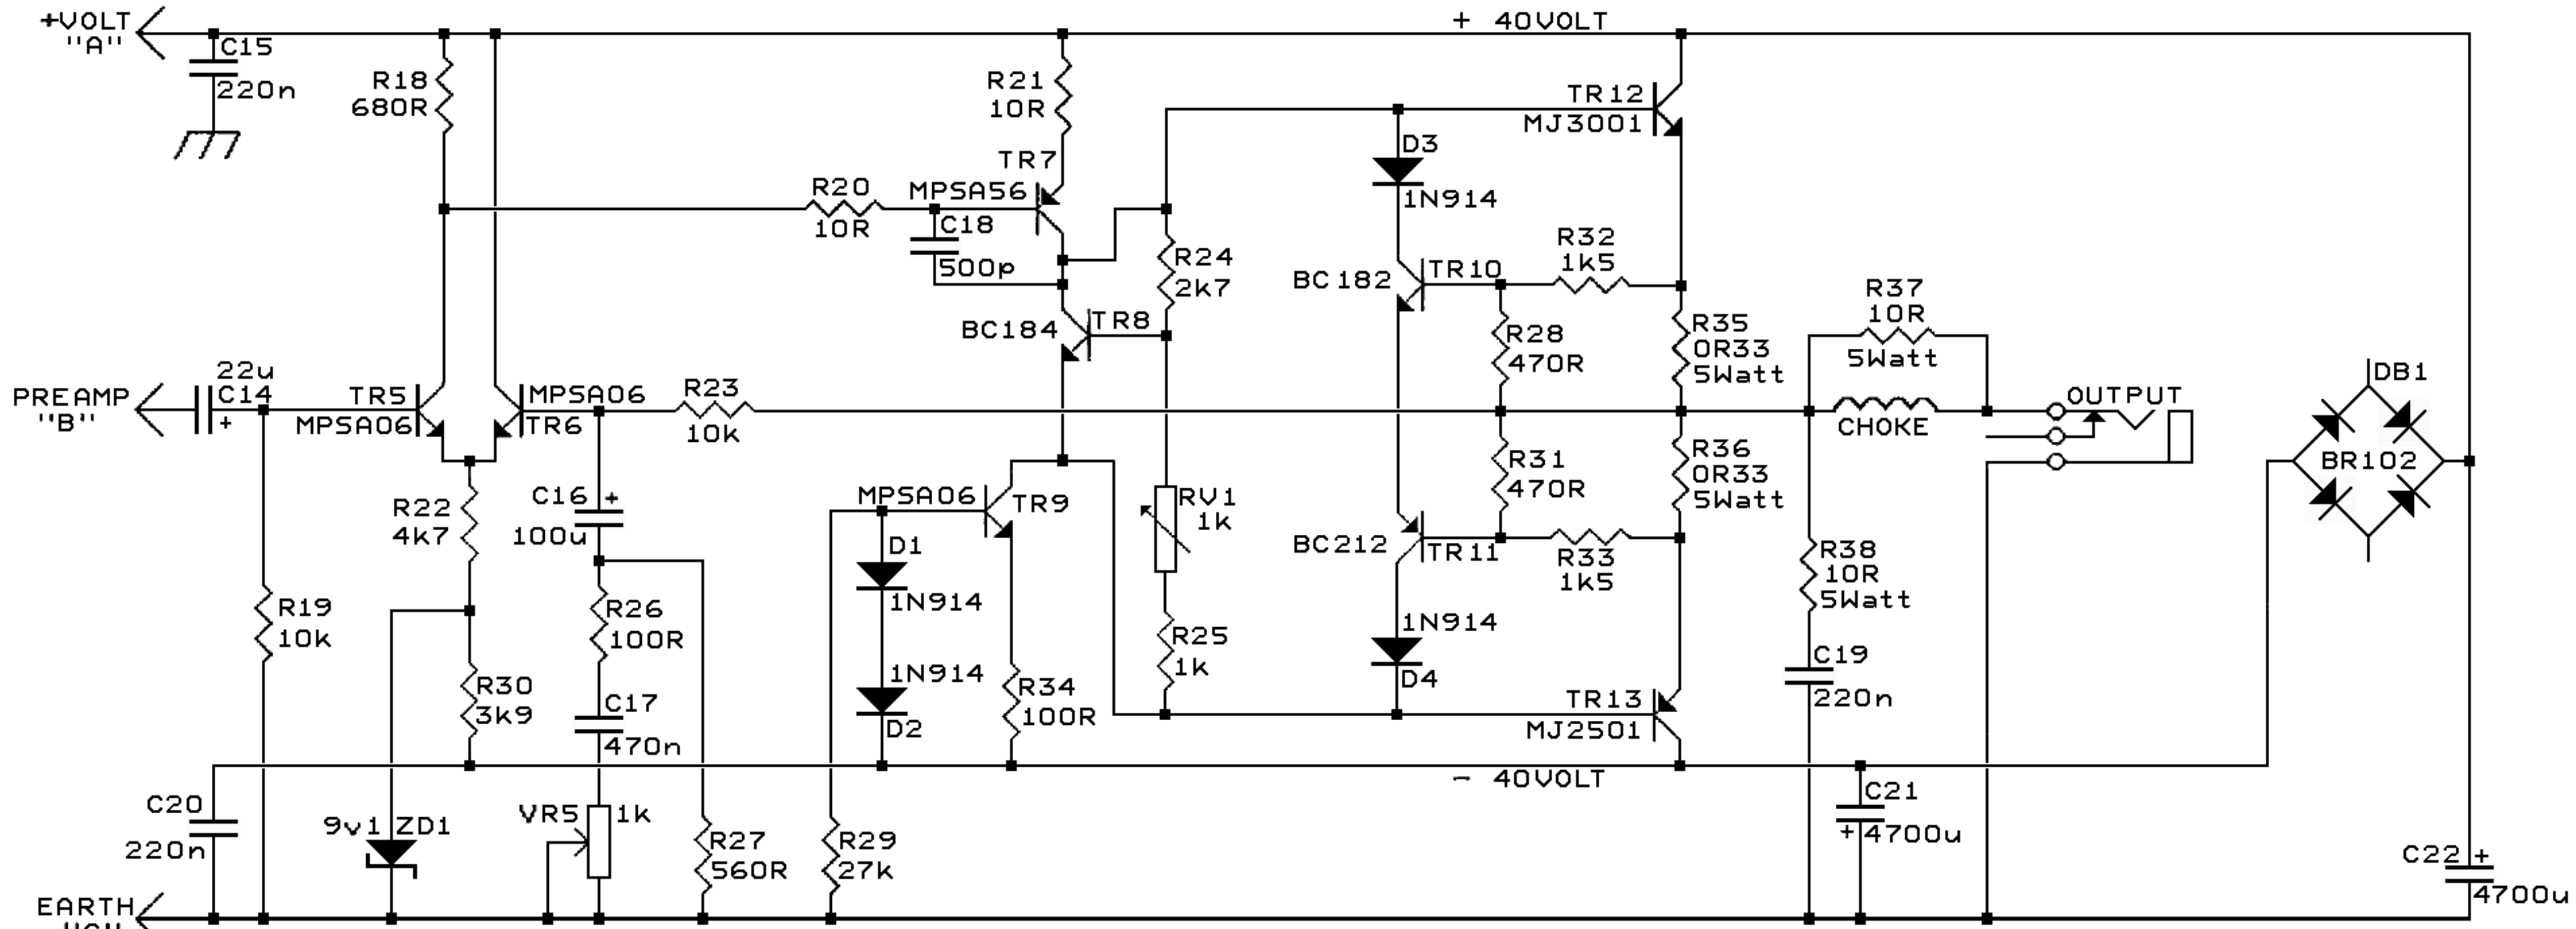 +VOLT
"A"
C15
220n
R18
680R
R21
10R
+ 40VOLT
TR12
MJ3001
TR7
MPSA56
R20
10R
C18
500p
D3
1N914
R24
2k7
R32
1k5
BC182
TR10
BC184
TR8
R28
470R
R35
0R33
5Watt
R37
10R
5Watt
PREAMP
"B"
22u
C14
+
TR5
MPSA06
MPSA06
TR6
R23
10k
CHOKE
OUTPUT
DB1
BR102
R22
4k7
C16
+
100u
MPSA06
TR9
RV1
1k
R31
470R
R36
0R33
5Watt
BC212
TR11
R33
1k5
D1
1N914
R38
10R
5Watt
R19
10k
R26
100R
R25
1k
1N914
D4
C19
220n
R30
3k9
C17
470n
1N914
D2
R34
100R
TR13
MJ2501
- 40VOLT
C20
220n
9v1 ZD1
VR5
1k
R27
560R
R29
27k
C21
+
4700u
C22
+
4700u
EARTH